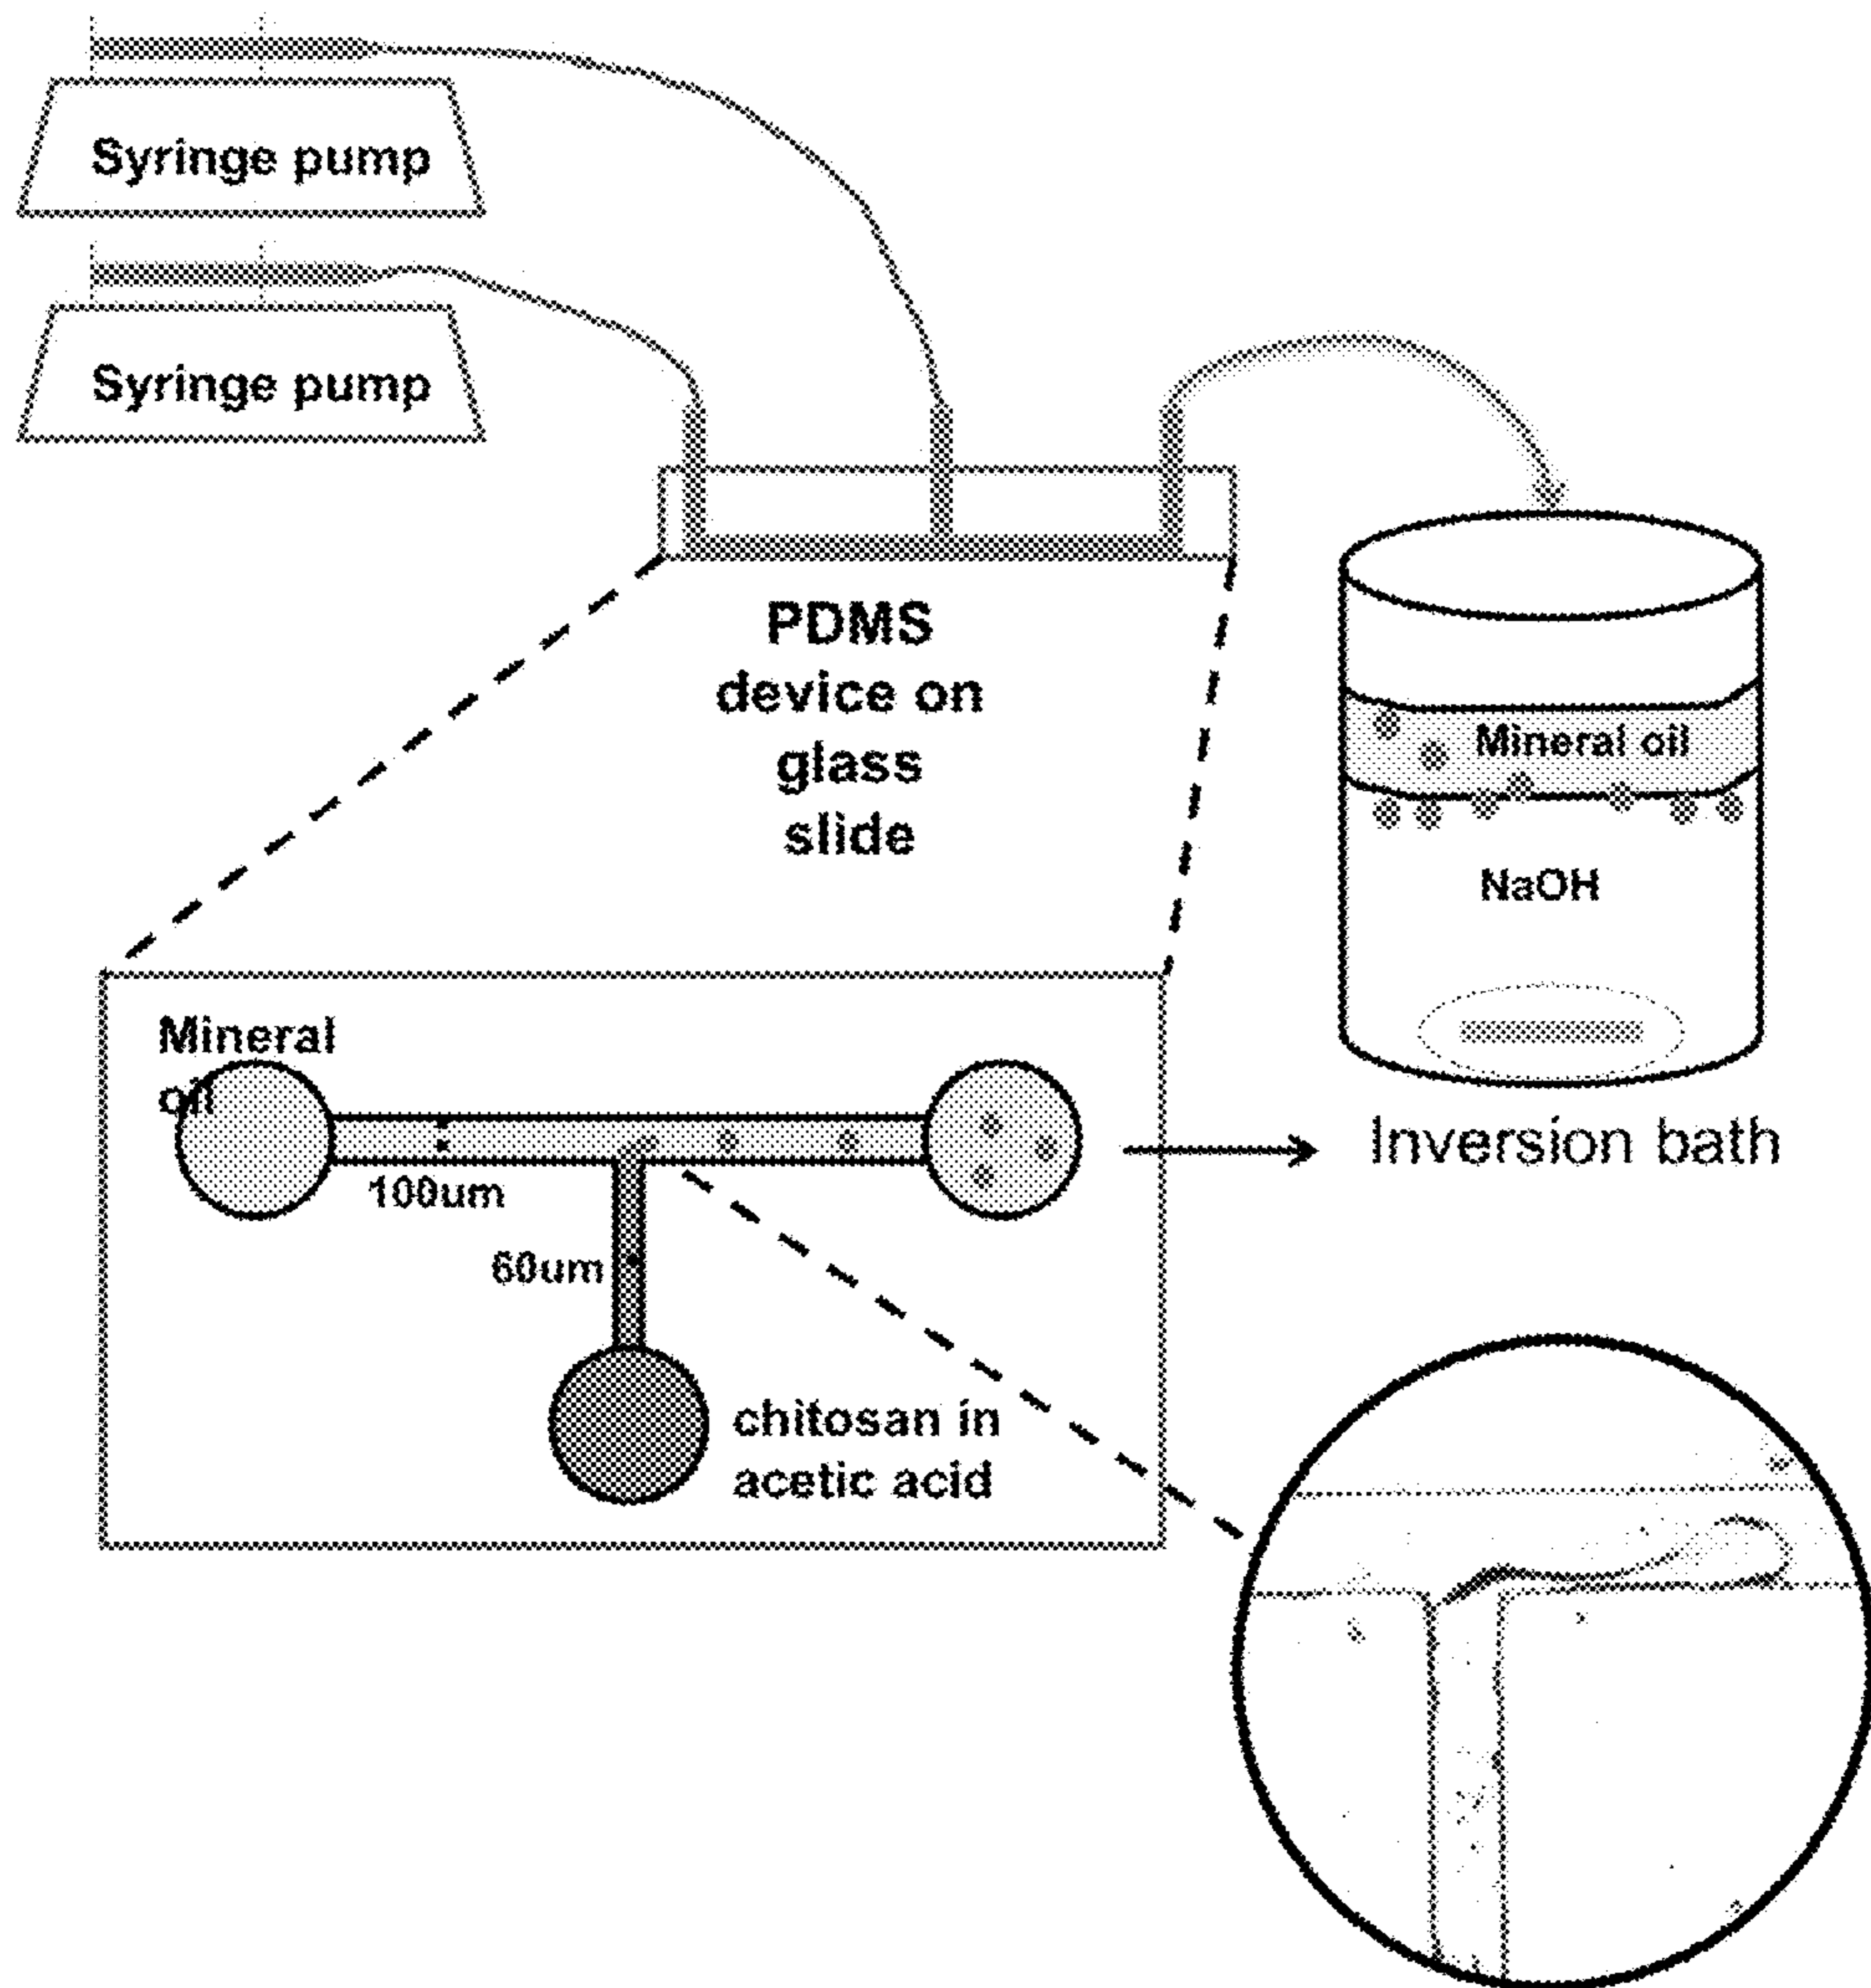 Syringe pump
Syringe pump
PDMS
device on
glass
slide
Mineral oil
NaOH
Mineral
oil
100um
60um
chitosan in
acetic acid
Inversion bath